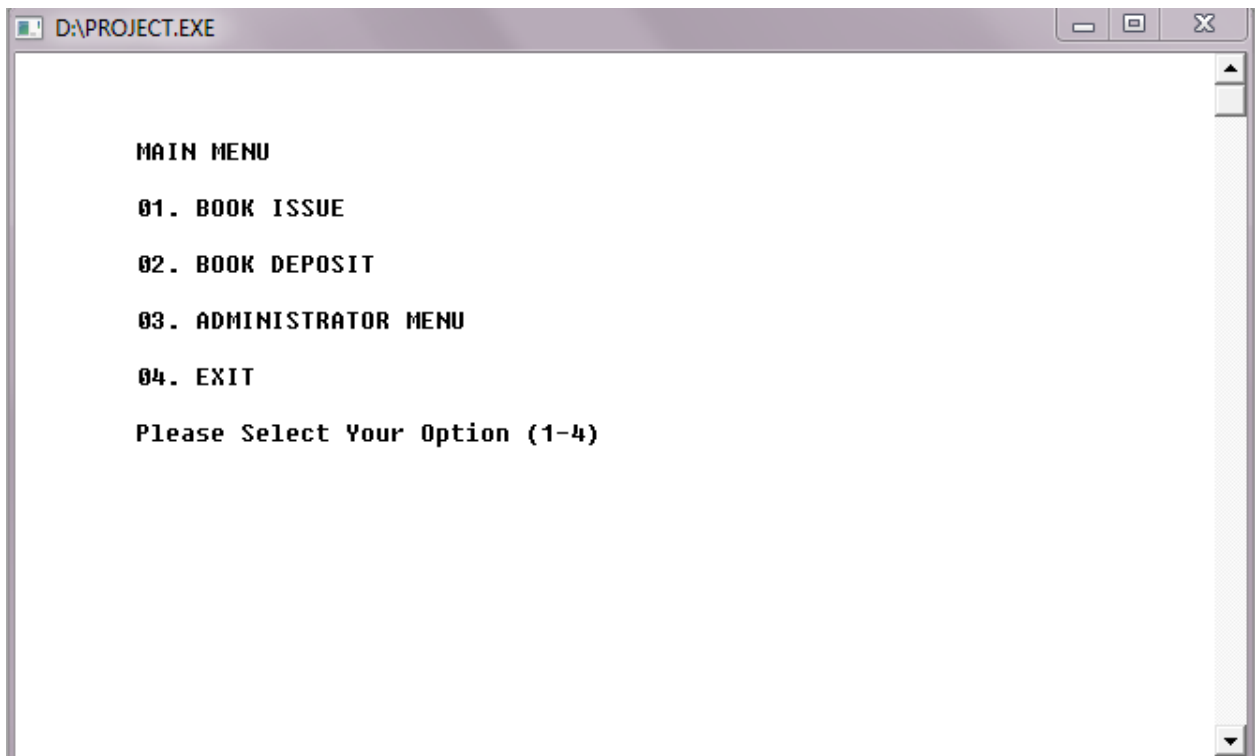 D:\PROJECT.EXE
MAIN MENU
01. BOOK ISSUE
02. BOOK DEPOSIT
03. ADMINISTRATOR MENU
04. EXIT
Please Select Your Option (1-4)